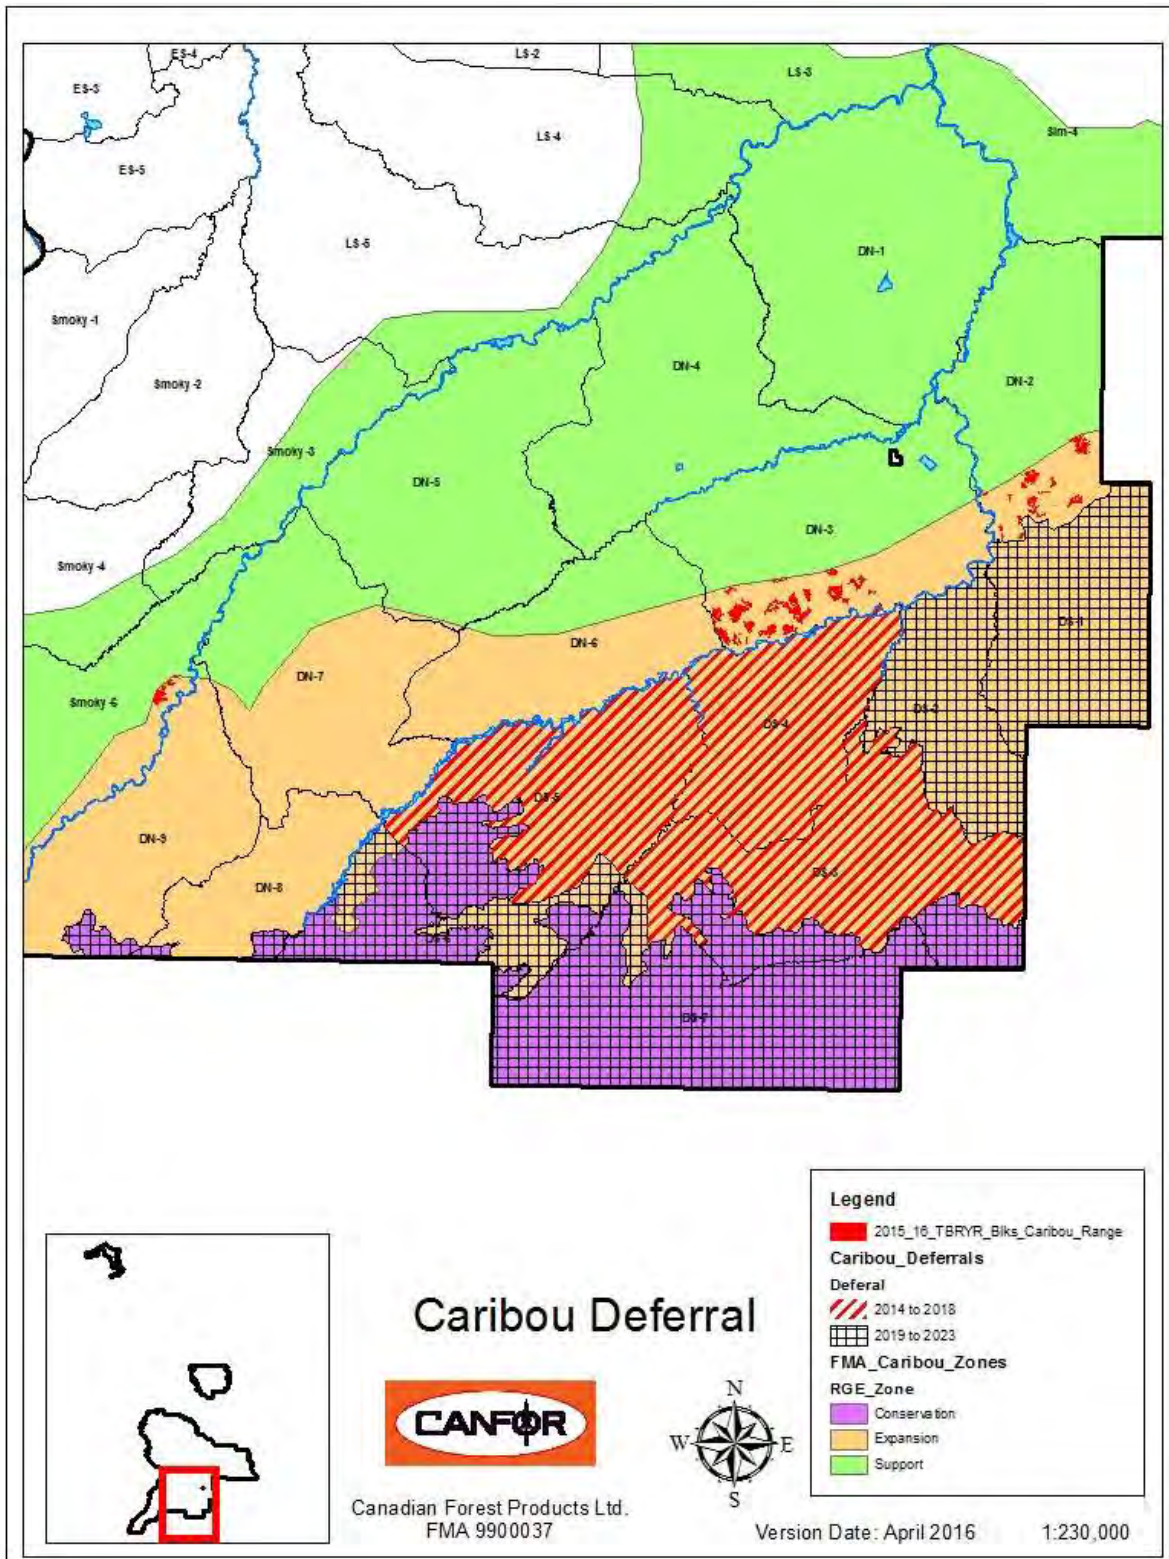 ES-4
LS-2
LS-3
ES-3
LS-4
Slm-4
ES-5
LS-5
DN-1
Smoky -1
Smoky -2
DN-4
DN-2
Smoky -3
DN-5
DN-3
Smoky -4
DS-1
DN-6
DN-7
Smoky -6
DS-2
DS-4
DS-5
DN-9
DS-3
DN-8
DS-6
DS-7
Legend
2015_16_TBRYR_Blks_Caribou_Range
Caribou_Deferrals
Deferal
2014 to 2018
2019 to 2023
FMA_Caribou_Zones
RGE_Zone
Conservation
Expansion
Support
Caribou Deferral
CANFOR
N
W E
S
Canadian Forest Products Ltd.
FMA 9900037
Version Date: April 2016 1:230,000